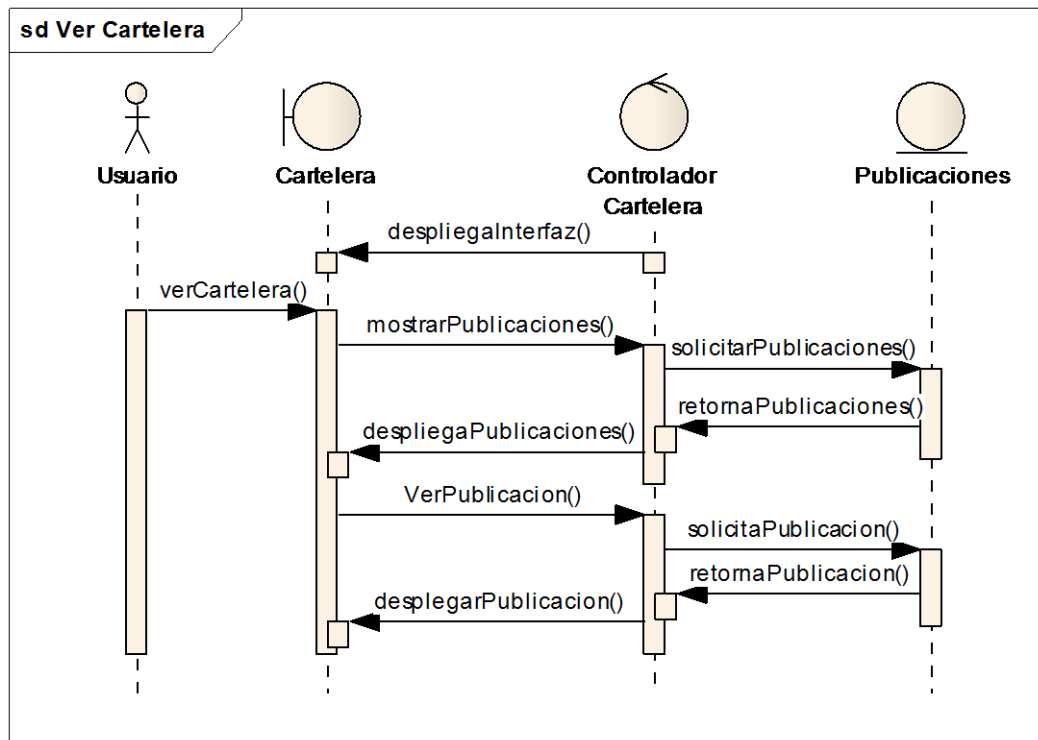 sd Ver Cartelera
Usuario
Cartelera
Controlador
Cartelera
Publicaciones
despliegaInterfaz()
verCartelera()
mostrarPublicaciones()
solicitarPublicaciones()
retornaPublicaciones()
despliegaPublicaciones()
VerPublicacion()
solicitaPublicacion()
retornaPublicacion()
desplegarPublicacion()